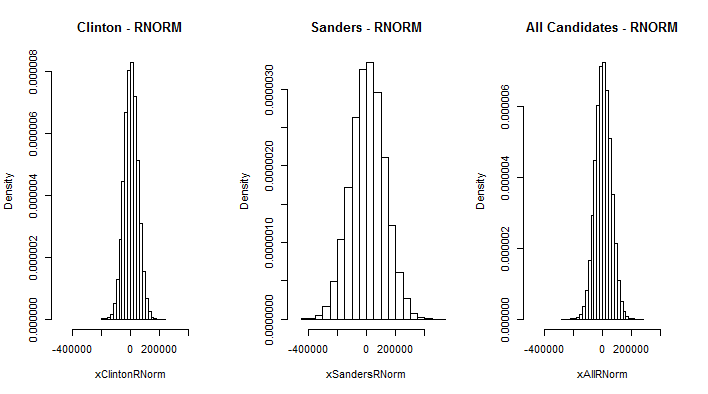 Clinton - RNORM
Sanders - RNORM
All Candidates - RNORM
Density
0.000000
0.000002
0.000004
0.000006
0.000008
-400000 0 200000
xClintonRNorm
Density
0.0000000
0.0000010
0.0000020
0.0000030
-400000 0 200000
xSandersRNorm
Density
0.000000
0.000002
0.000004
0.000006
-400000 0 200000
xAllRNorm